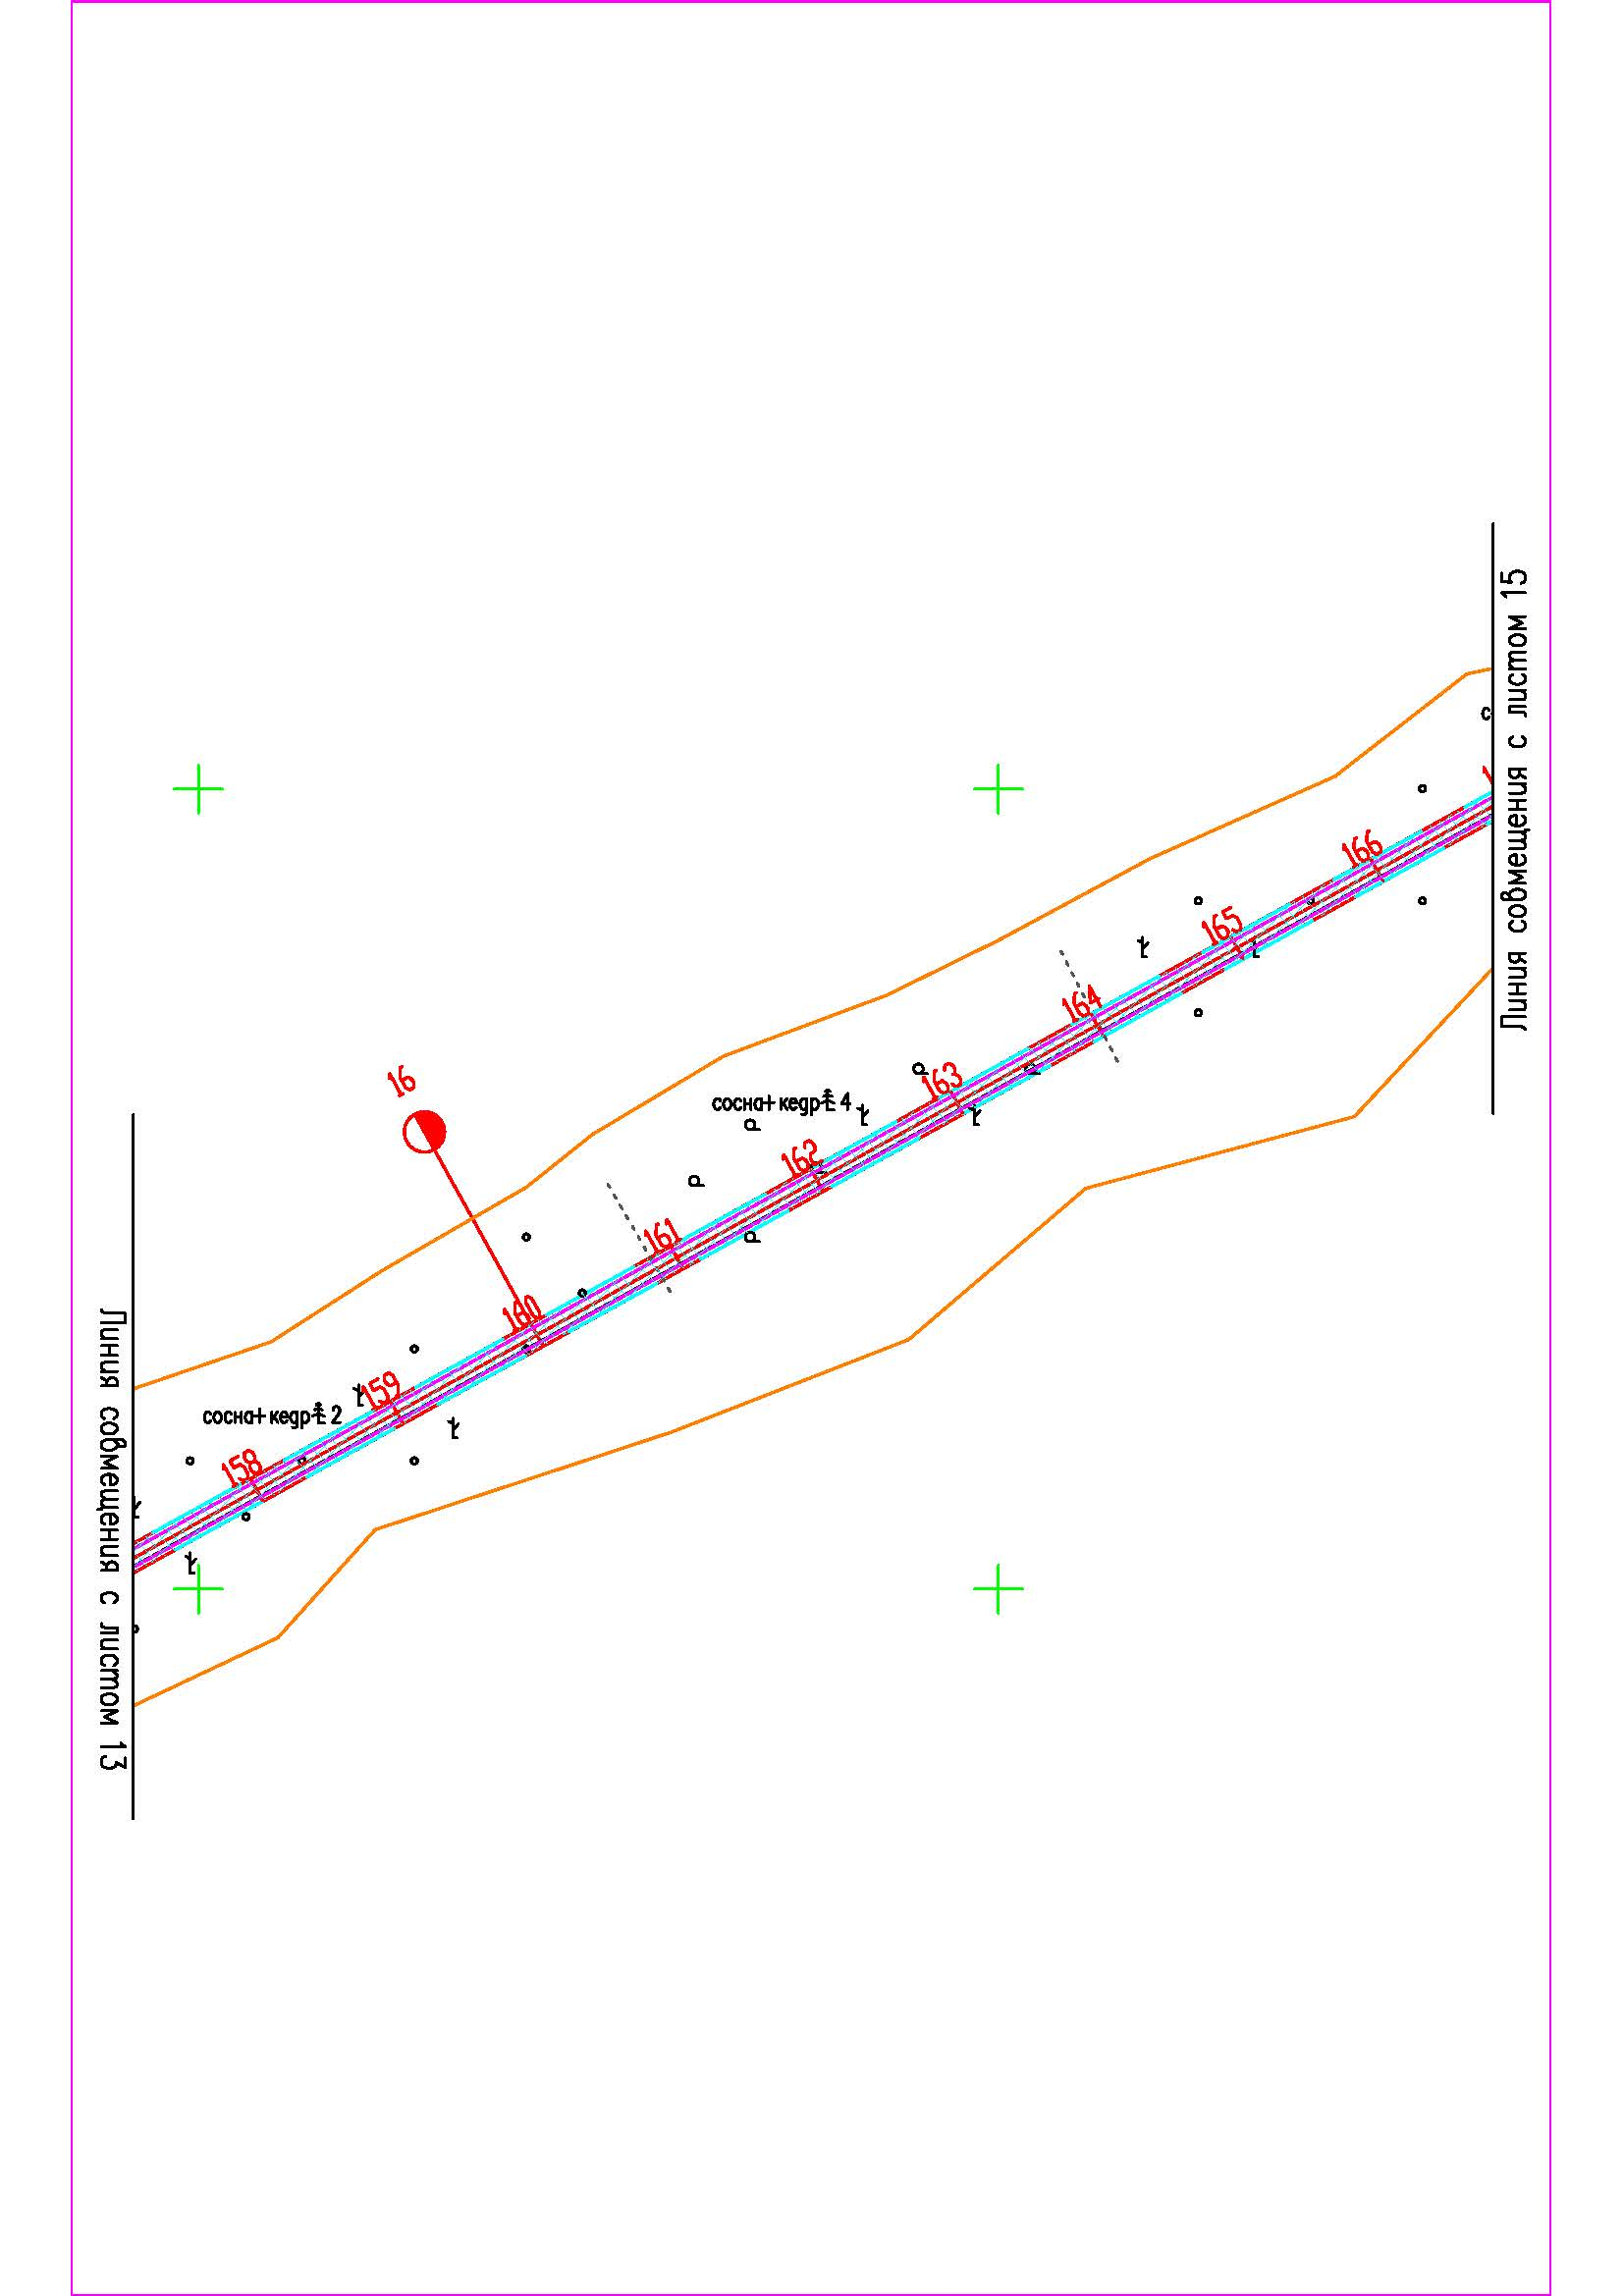 Линия совмещения с листом 15
с
166
165
164
163
сосна+кедр 4
162
16
161
160
159
сосна+кедр 2
158
Линия совмещения с листом 13